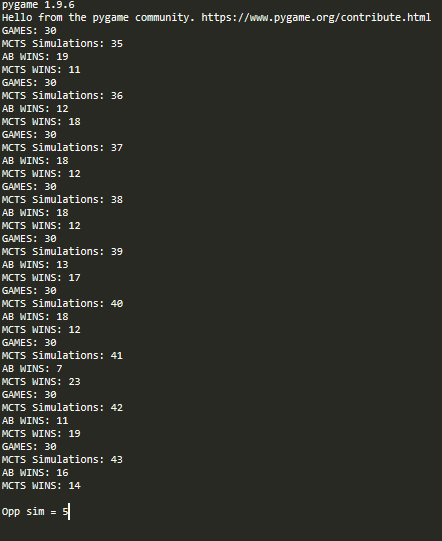 pygame 1.9.6
Hello from the pygame community. https://www.pygame.org/contribute.html
GAMES: 30
MCTS Simulations: 35
AB WINS: 19
MCTS WINS: 11
GAMES: 30
MCTS Simulations: 36
AB WINS: 12
MCTS WINS: 18
GAMES: 30
MCTS Simulations: 37
AB WINS: 18
MCTS WINS: 12
GAMES: 30
MCTS Simulations: 38
AB WINS: 18
MCTS WINS: 12
GAMES: 30
MCTS Simulations: 39
AB WINS: 13
MCTS WINS: 17
GAMES: 30
MCTS Simulations: 40
AB WINS: 18
MCTS WINS: 12
GAMES: 30
MCTS Simulations: 41
AB WINS: 7
MCTS WINS: 23
GAMES: 30
MCTS Simulations: 42
AB WINS: 11
MCTS WINS: 19
GAMES: 30
MCTS Simulations: 43
AB WINS: 16
MCTS WINS: 14
Opp sim = 5